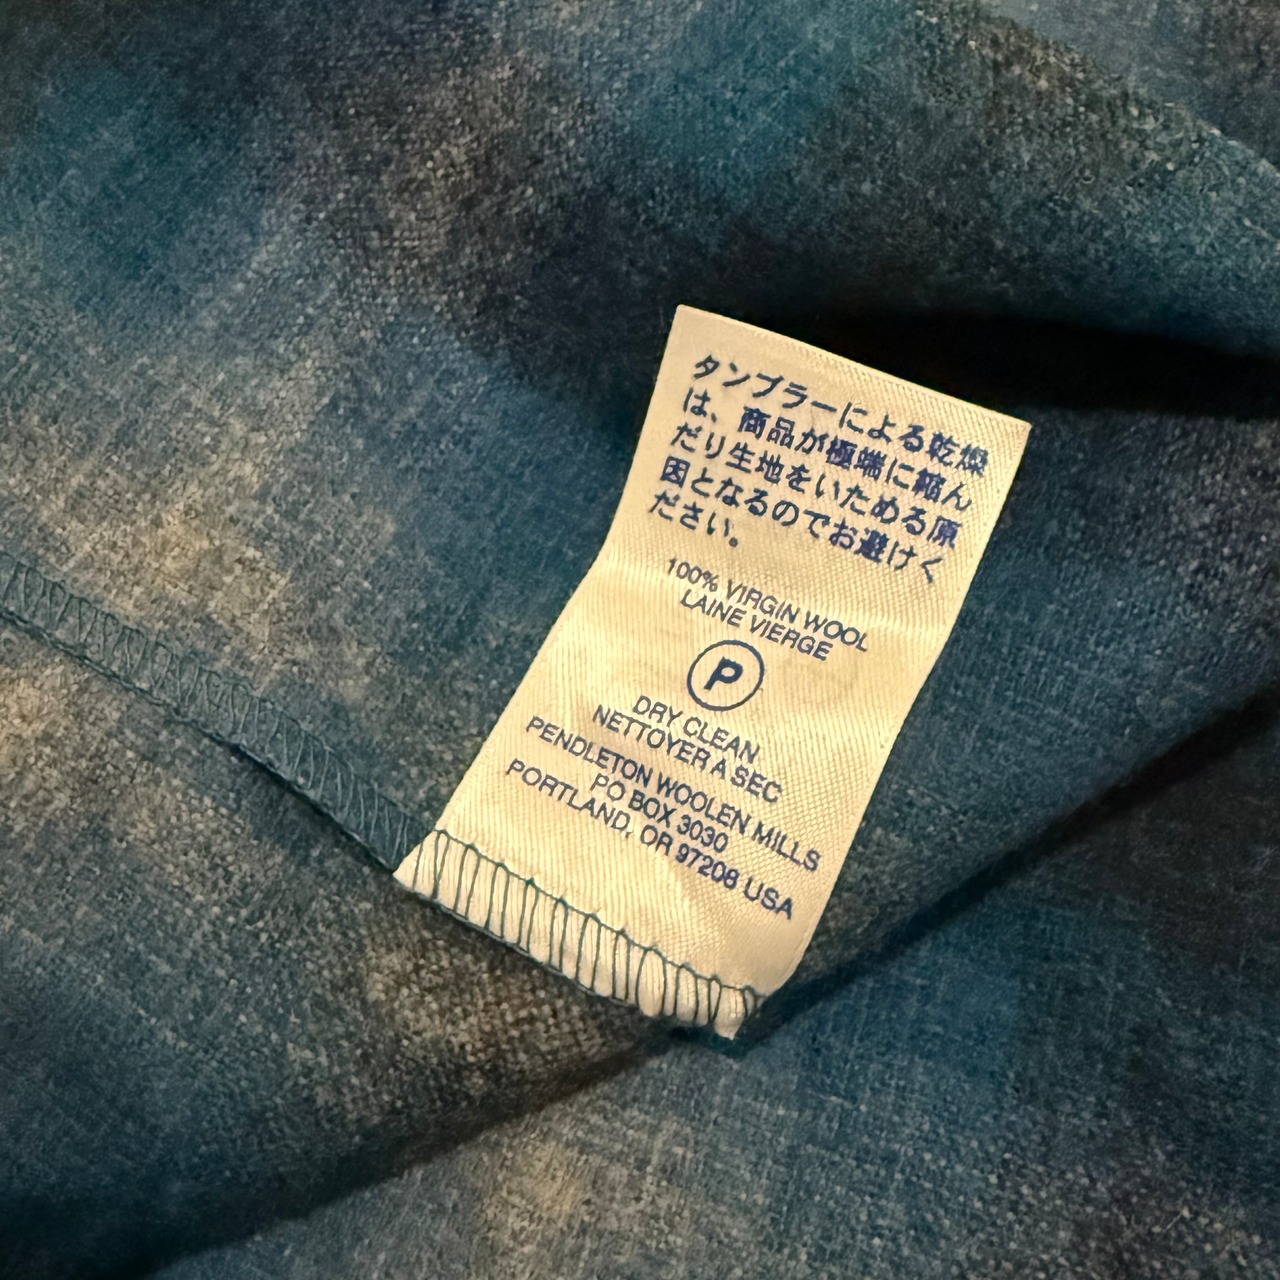 タンブラーによる乾燥
は、商品が極端に縮ん
だり生地をいためる原
因となるのでお避けく
ださい。
100% VIRGIN WOOL
LAINE VIERGE
P
DRY CLEAN
NETTOYER A SEC
PENDLETON WOOLEN MILLS
PO BOX 3030
PORTLAND, OR 97208 USA